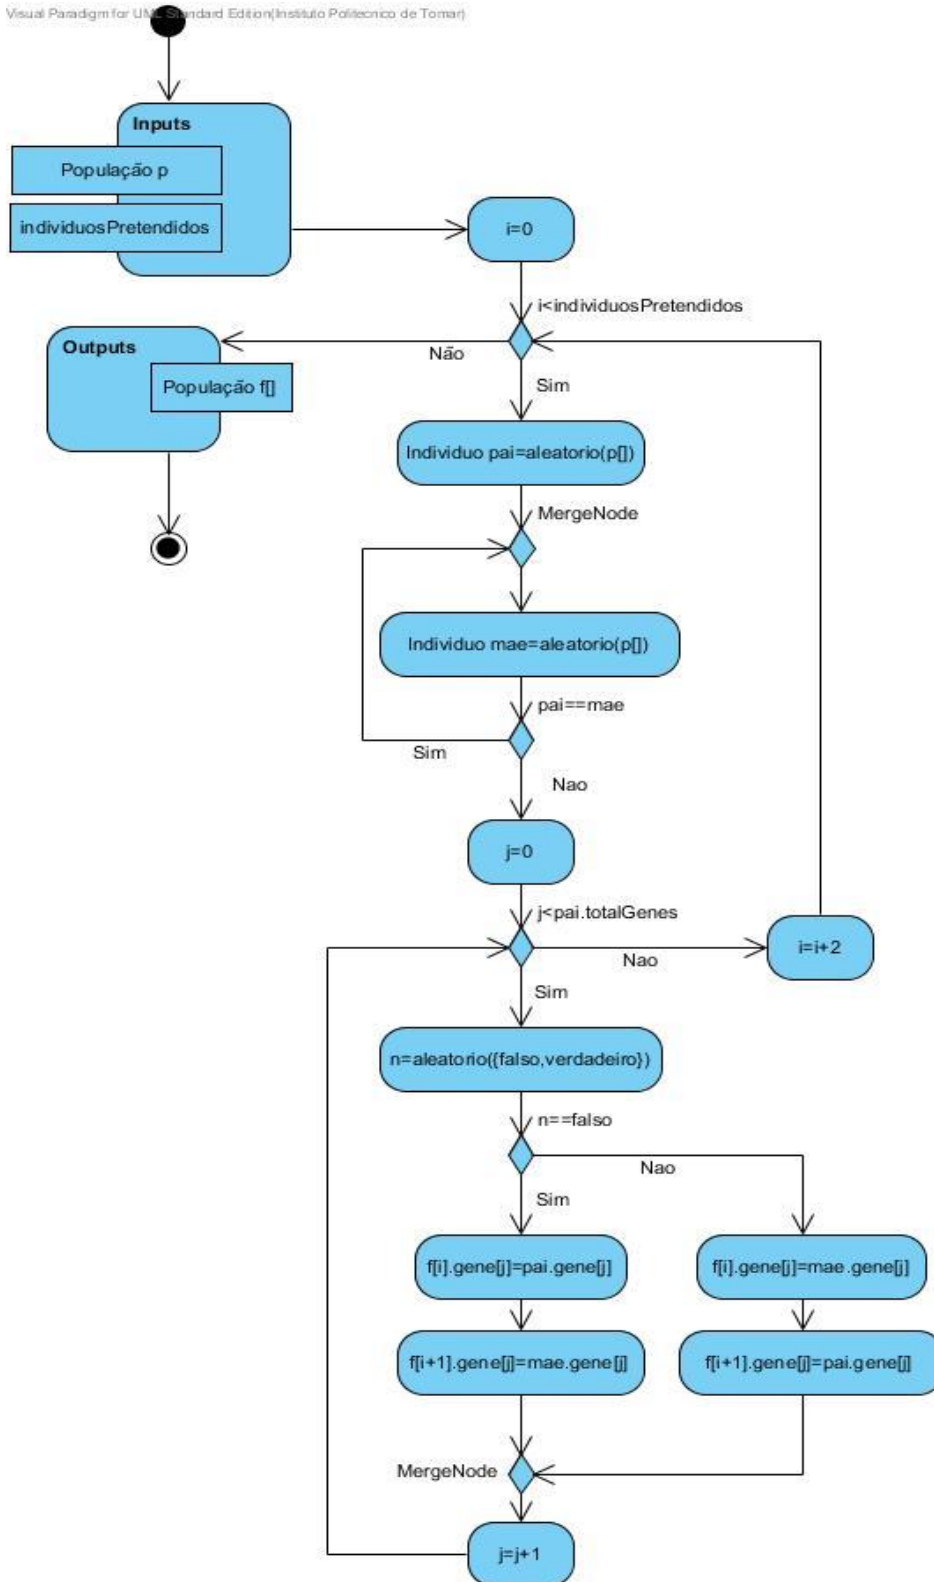 Visual Paradigm for UML Standard Edition(Instituto Politecnico de Tomar)
Inputs
População p
individuosPretendidos
i=0
i<individuosPretendidos
Não
Sim
Outputs
População f[]
Individuo pai=aleatorio(p[])
MergeNode
Individuo mae=aleatorio(p[])
pai==mae
Sim
Nao
j=0
j<pai.totalGenes
Nao
i=i+2
Sim
n=aleatorio({falso,verdadeiro})
n==falso
Nao
Sim
f[i].gene[j]=pai.gene[j]
f[i].gene[j]=mae.gene[j]
f[i+1].gene[j]=mae.gene[j]
f[i+1].gene[j]=pai.gene[j]
MergeNode
j=j+1